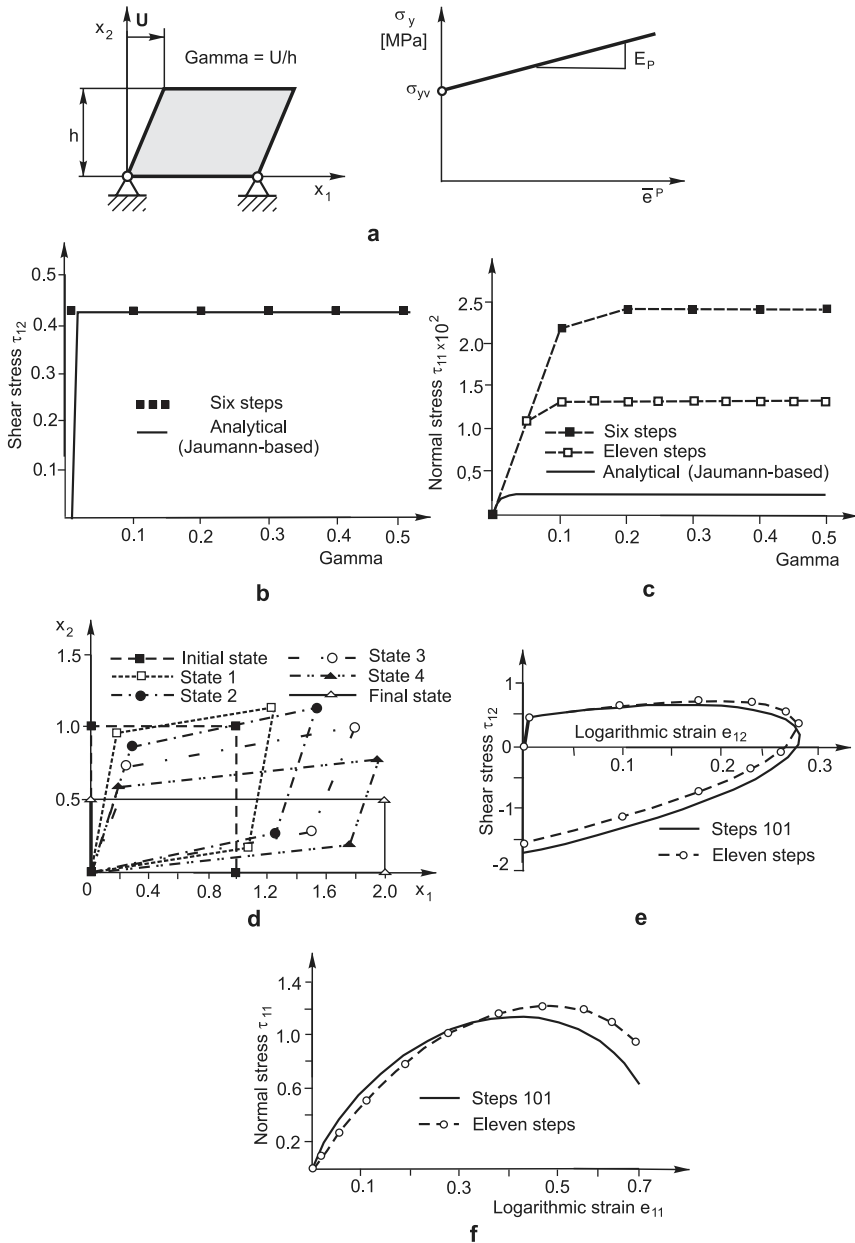 x₂
U
Gamma = U/h
h
x₁
σy
[MPa]
σyv
E_P
e̅ᴾ
a
Shear stress τ₁₂
0.5
0.4
0.3
0.2
0.1
Six steps
Analytical
(Jaumann-based)
0.1 0.2 0.3 0.4 0.5
Gamma
b
Normal stress τ₁₁ ×10²
2.5
2.0
1.5
1.0
0,5
Six steps
Eleven steps
Analytical (Jaumann-based)
0.1 0.2 0.3 0.4 0.5
Gamma
c
x₂
1.5
1.0
0.5
Initial state
State 1
State 2
State 3
State 4
Final state
0 0.4 0.8 1.2 1.6 2.0
x₁
d
Shear stress τ₁₂
1
0
-1
-2
Logarithmic strain e₁₂
0.1 0.2 0.3
Steps 101
Eleven steps
e
Normal stress τ₁₁
1.4
1.0
0.6
0.2
Steps 101
Eleven steps
0.1 0.3 0.5 0.7
Logarithmic strain e₁₁
f